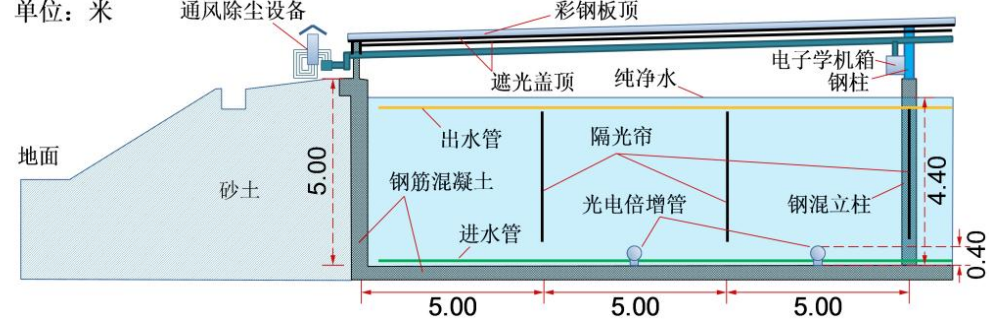 单位：米
通风除尘设备
彩钢板顶
电子学机箱
钢柱
遮光盖顶
纯净水
出水管
隔光帘
地面
5.00
砂土
钢筋混凝土
光电倍增管
钢混立柱
4.40
进水管
0.40
5.00
5.00
5.00